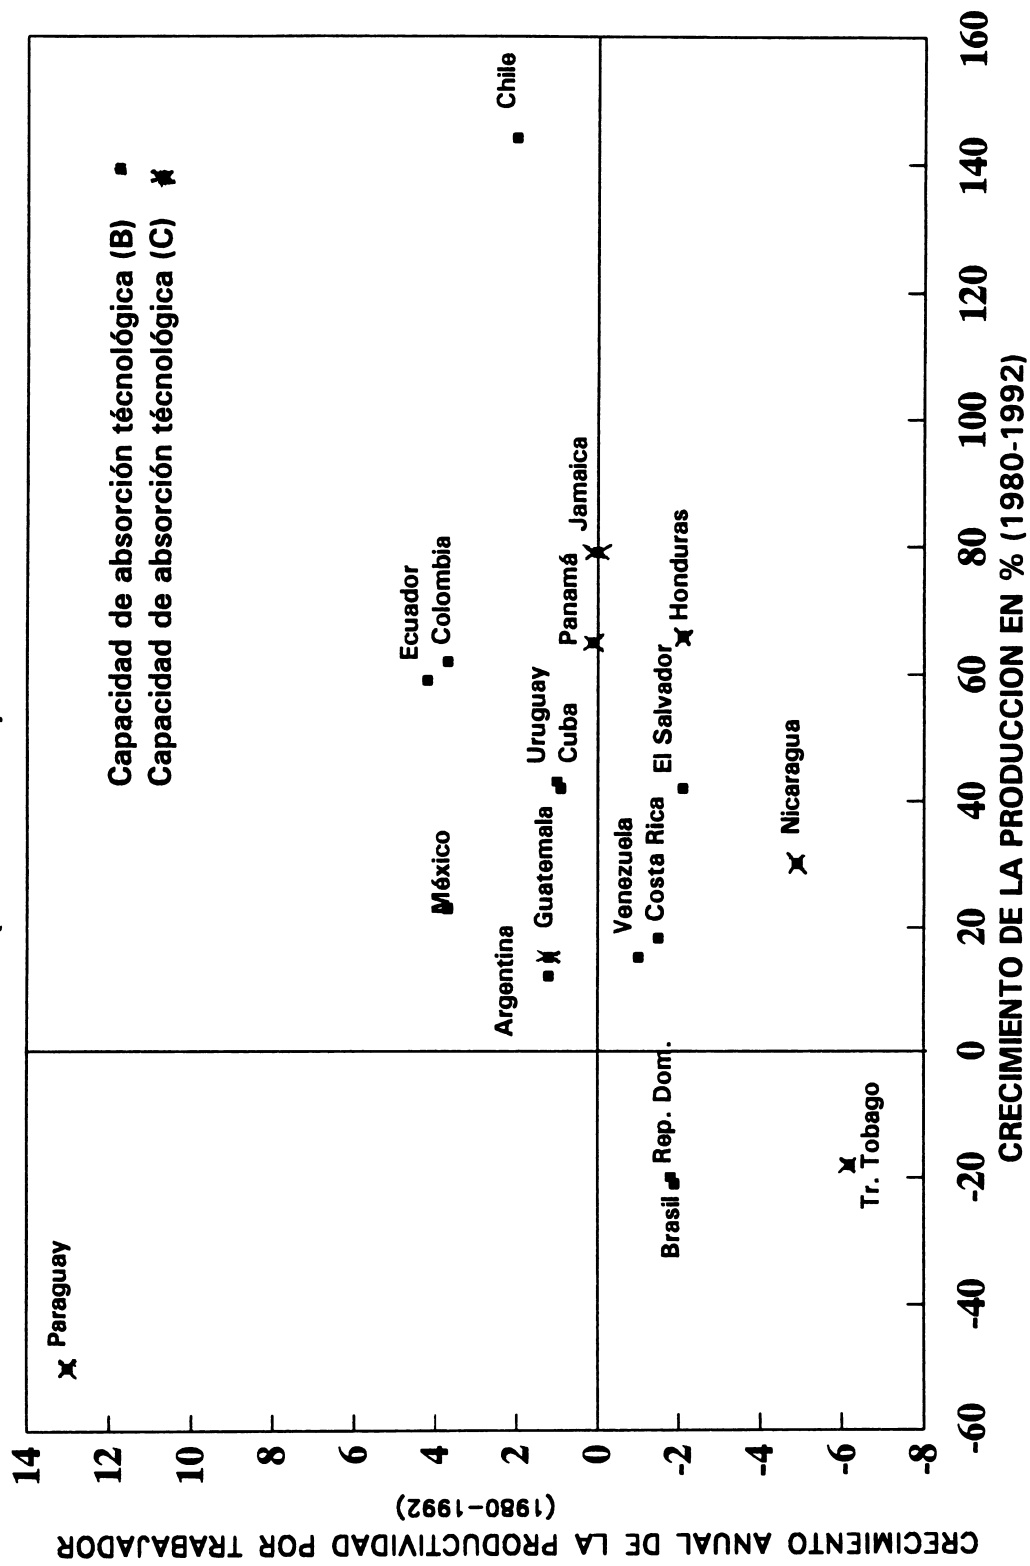 Capacidad de absorción técnológica (B)
Capacidad de absorción técnológica (C)
Paraguay
Chile
Ecuador
Colombia
México
Uruguay
Cuba
Argentina
Guatemala
Panamá
Jamaica
Venezuela
Costa Rica
El Salvador
Honduras
Brasil
Rep. Dom.
Nicaragua
Tr. Tobago
14
12
10
8
6
4
2
0
-2
-4
-6
-8
-60
-40
-20
0
20
40
60
80
100
120
140
160
CRECIMIENTO ANUAL DE LA PRODUCTIVIDAD POR TRABAJADOR
(1980-1992)
CRECIMIENTO DE LA PRODUCCION EN % (1980-1992)